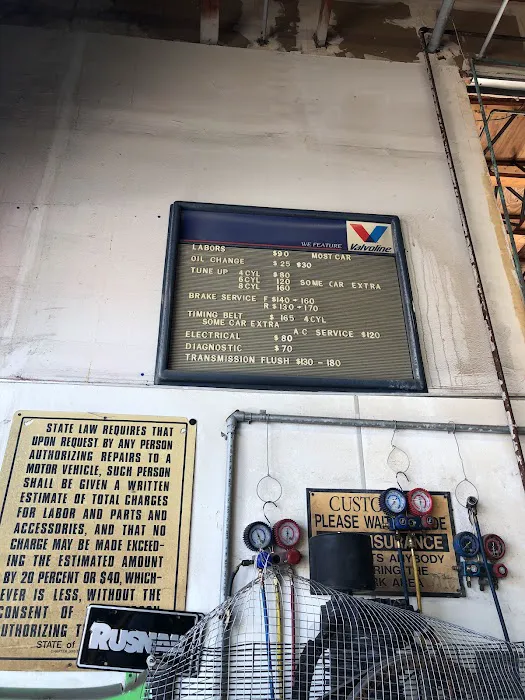 WE FEATURE
Valvoline
LABORS $90 MOST CAR
OIL CHANGE $25 $30
TUNE UP 4CYL $80
6CYL 120 SOME CAR EXTRA
8CYL 160
BRAKE SERVICE F $140 - 160
R $130 - 170
TIMING BELT $165 4CYL
SOME CAR EXTRA AC SERVICE $120
ELECTRICAL $80
DIAGNOSTIC $70
TRANSMISSION FLUSH $130 - 180
STATE LAW REQUIRES THAT
UPON REQUEST BY ANY PERSON
AUTHORIZING REPAIRS TO A
MOTOR VEHICLE, SUCH PERSON
SHALL BE GIVEN A WRITTEN
ESTIMATE OF TOTAL CHARGES
FOR LABOR AND PARTS AND
ACCESSORIES, AND THAT NO
CHARGE MAY BE MADE EXCEED-
ING THE ESTIMATED AMOUNT
BY 20 PERCENT OR $40, WHICH-
EVER IS LESS, WITHOUT THE
CONSENT OF
STATE OF
PLEASE